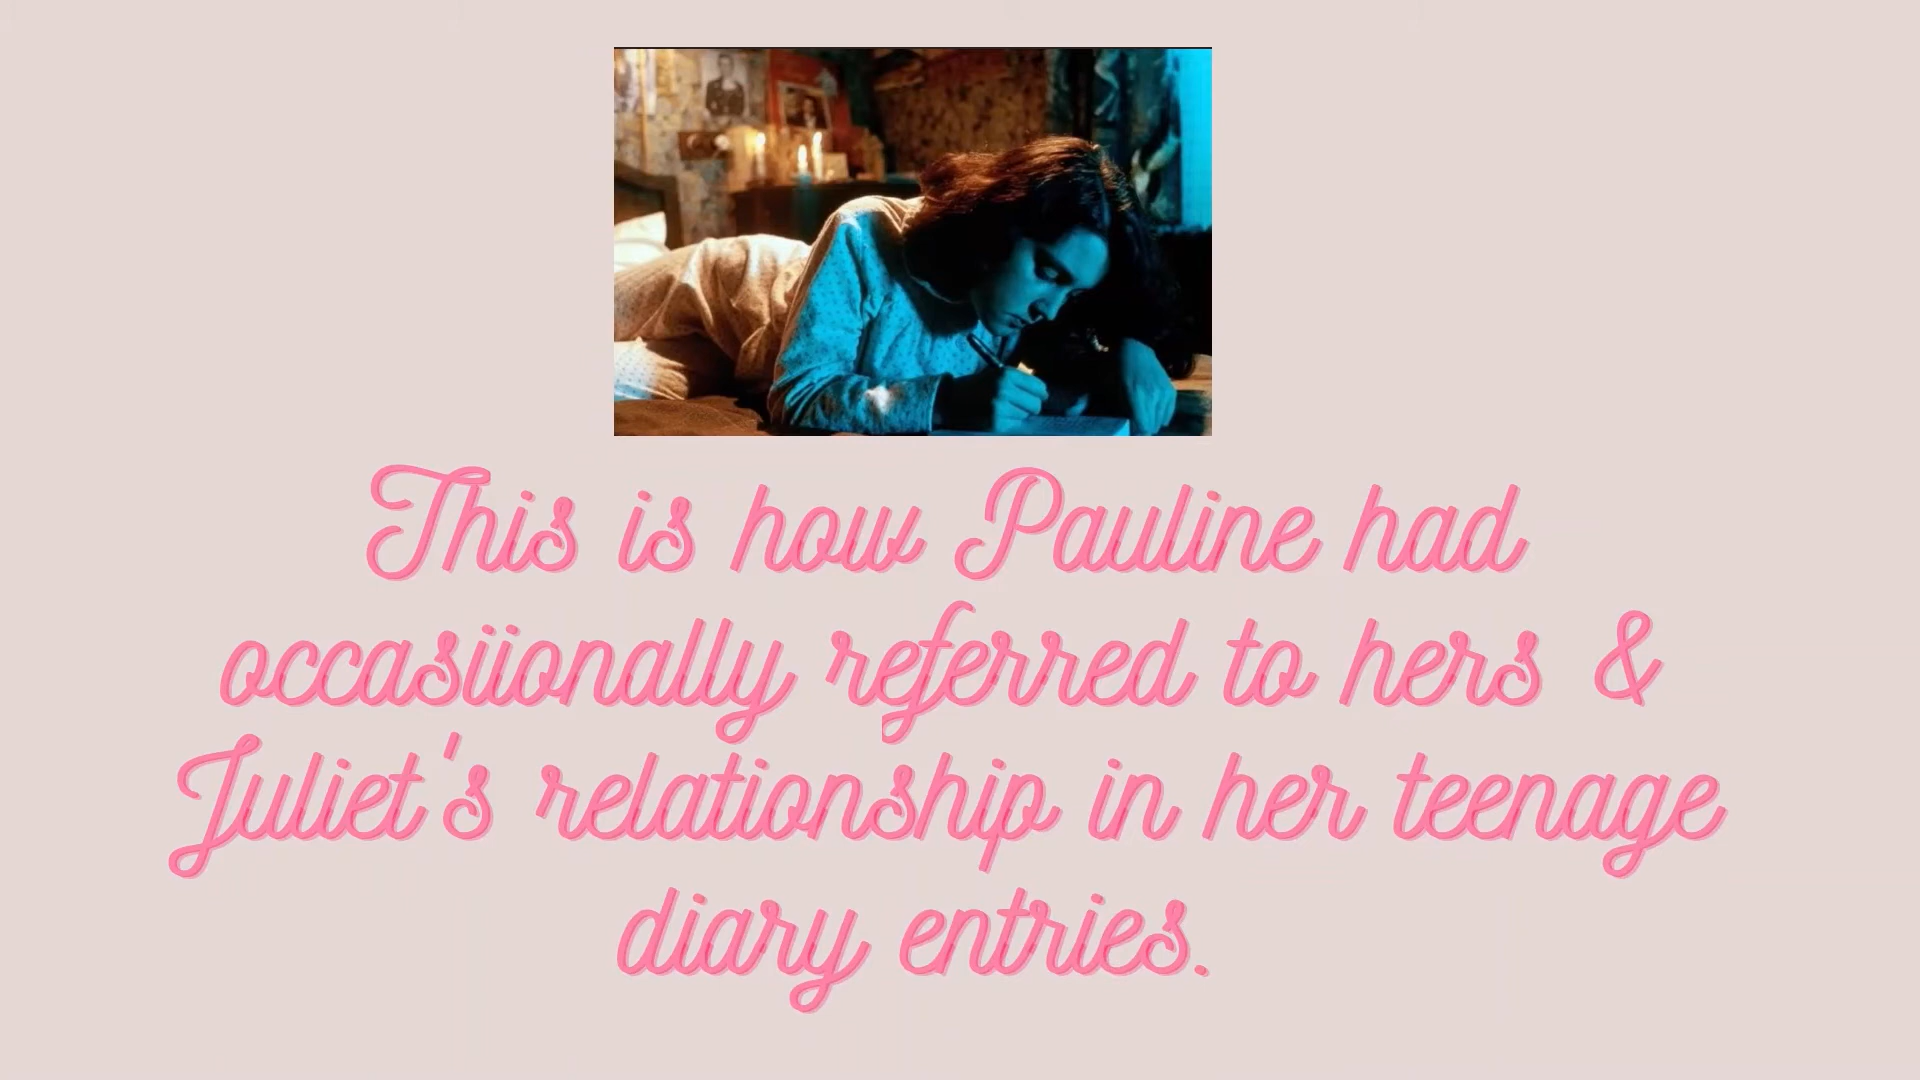 This is how Pauline had
occasiionally referred to hers &
Juliet's relationship in her teenage
diary entries.